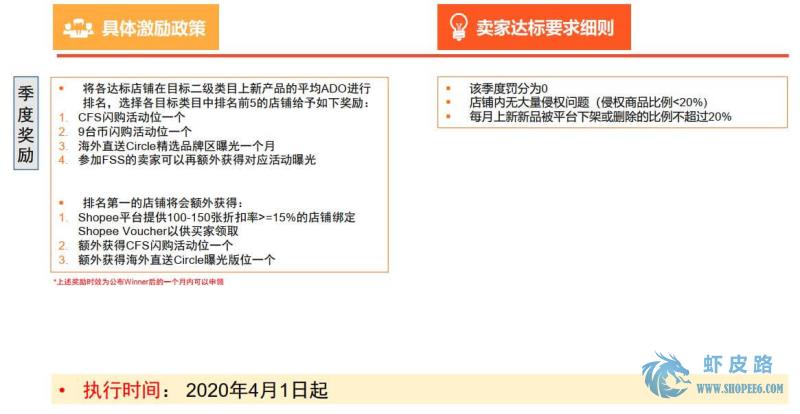 具体激励政策
卖家达标要求细则
季度奖励
• 将各达标店铺在目标二级类目上新产品的平均ADO进行
排名，选择各目标类目中排名前5的店铺给予如下奖励：
1. CFS闪购活动位一个
2. 9台币闪购活动位一个
3. 海外直送Circle精选品牌区曝光一个月
4. 参加FSS的卖家可以再额外获得对应活动曝光
• 排名第一的店铺将会额外获得：
1. Shopee平台提供100-150张折扣率>=15%的店铺绑定
Shopee Voucher以供买家领取
2. 额外获得CFS闪购活动位一个
3. 额外获得海外直送Circle曝光版位一个
*上述奖励时效为公布Winner后的一个月内可以申领
• 该季度罚分为0
• 店铺内无大量侵权问题（侵权商品比例<20%）
• 每月上新新品被平台下架或删除的比例不超过20%
• 执行时间： 2020年4月1日起
虾皮路
WWW.SHOPEE6.COM